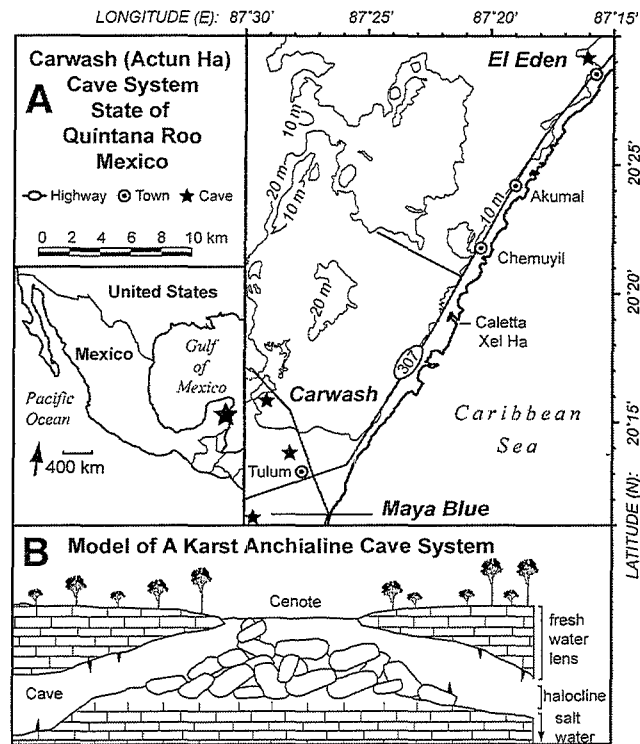 LONGITUDE (E): 87°30' 87°25' 87°20' 87°15'
A
Carwash (Actun Ha)
Cave System
State of
Quintana Roo
Mexico
Highway Town Cave
0 2 4 6 8 10 km
United States
Mexico
Gulf
of
Mexico
Pacific
Ocean
400 km
El Eden
10 m
20 m
10 m
10 m
Akumal
Chemuyil
20 m
Caletta
Xel Ha
307
Carwash
Caribbean
Sea
Tulum
Maya Blue
20°25'
20°20'
20°15'
LATITUDE (N):
B Model of A Karst Anchialine Cave System
Cenote
Cave
fresh
water
lens
halocline
salt
water